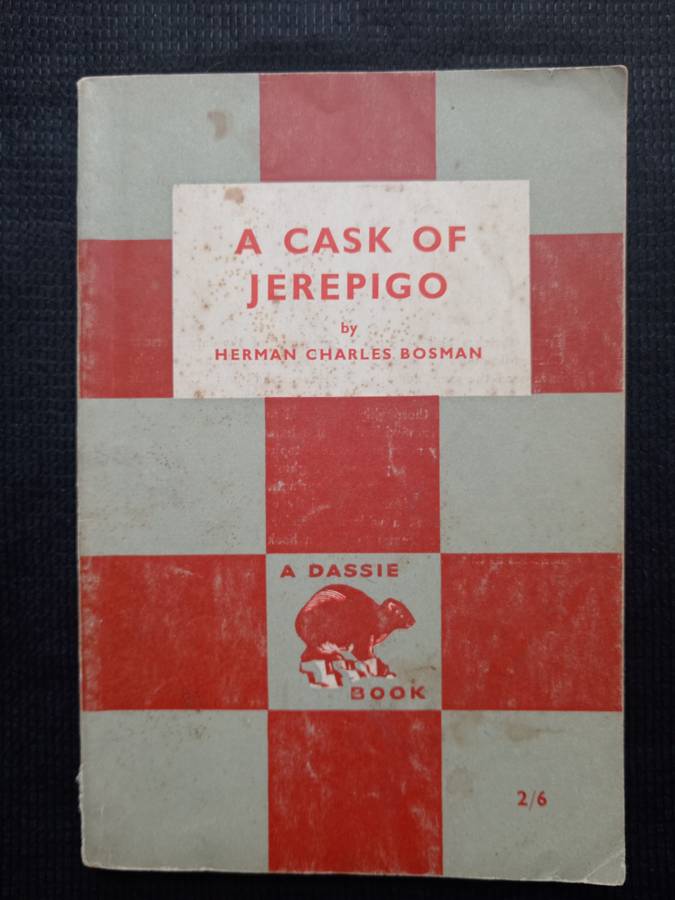 A CASK OF
JEREPIGO
by
HERMAN CHARLES BOSMAN
A DASSIE
BOOK
2/6